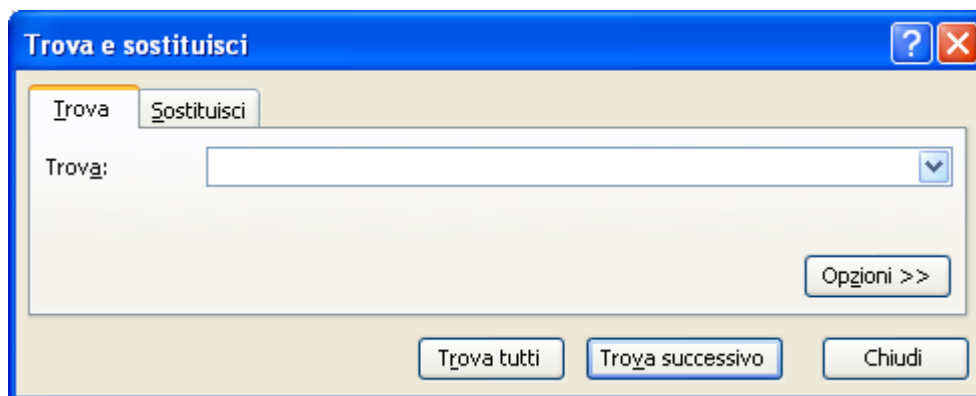 Trova e sostituisci
Trova Sostituisci
Trova:
Opzioni >>
Trova tutti Trova successivo Chiudi